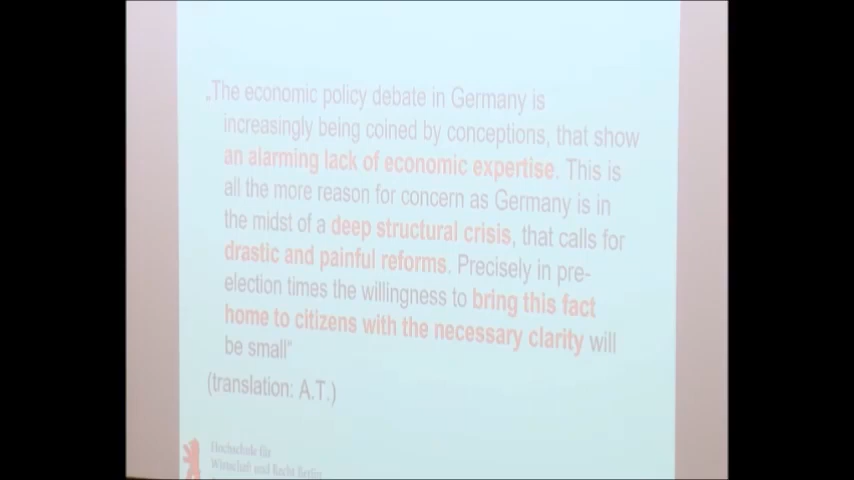 „The economic policy debate in Germany is
increasingly being coined by conceptions, that show
an alarming lack of economic expertise. This is
all the more reason for concern as Germany is in
the midst of a deep structural crisis, that calls for
drastic and painful reforms. Precisely in pre-
election times the willingness to bring this fact
home to citizens with the necessary clarity will
be small“
(translation: A.T.)
Hochschule für
Wirtschaft und Recht Berlin